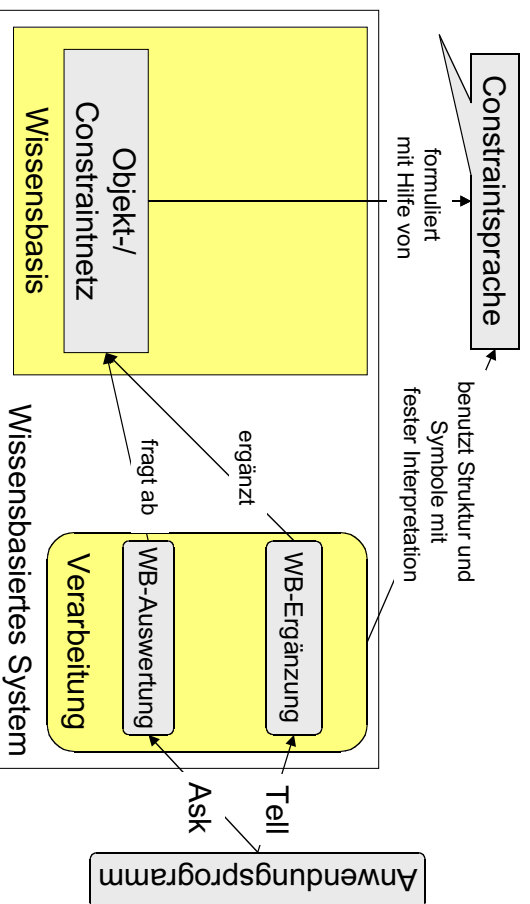 Constraintsprache
formuliert
mit Hilfe von
benutzt Struktur und
Symbole mit
fester Interpretation
Objekt-/
Constraintnetz
Wissensbasis
ergänzt
fragt ab
WB-Ergänzung
WB-Auswertung
Verarbeitung
Wissensbasiertes System
Tell
Ask
Anwendungsprogramm